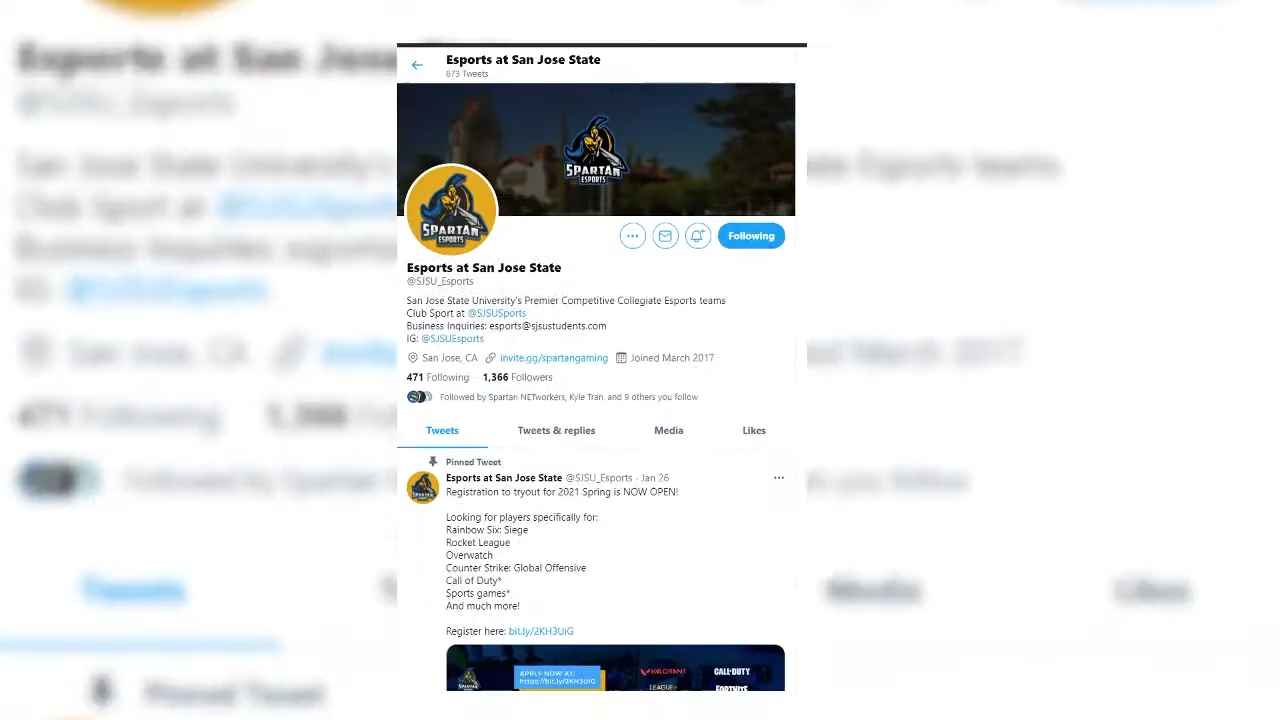 Esports at San Jose State
673 Tweets
SPARTAN
ESPORTS
SPARTAN
ESPORTS
Following
Esports at San Jose State
@SJSU_Esports
San Jose State University's Premier Competitive Collegiate Esports teams
Club Sport at @SJSUSports
Business Inquiries: esports@sjsustudents.com
IG: @SJSUEsports
San Jose, CA invite.gg/spartangaming Joined March 2017
471 Following 1,366 Followers
Followed by Spartan NETworkers, Kyle Tran, and 9 others you follow
Tweets Tweets & replies Media Likes
Pinned Tweet
Esports at San Jose State @SJSU_Esports · Jan 26
Registration to tryout for 2021 Spring is NOW OPEN!
Looking for players specifically for:
Rainbow Six: Siege
Rocket League
Overwatch
Counter Strike: Global Offensive
Call of Duty*
Sports games*
And much more!
Register here: bit.ly/2KH3UiG
APPLY NOW AT: VALORANT CALL·DUTY
https://bit.ly/2KH3UiG LEAGUE FORTNITE